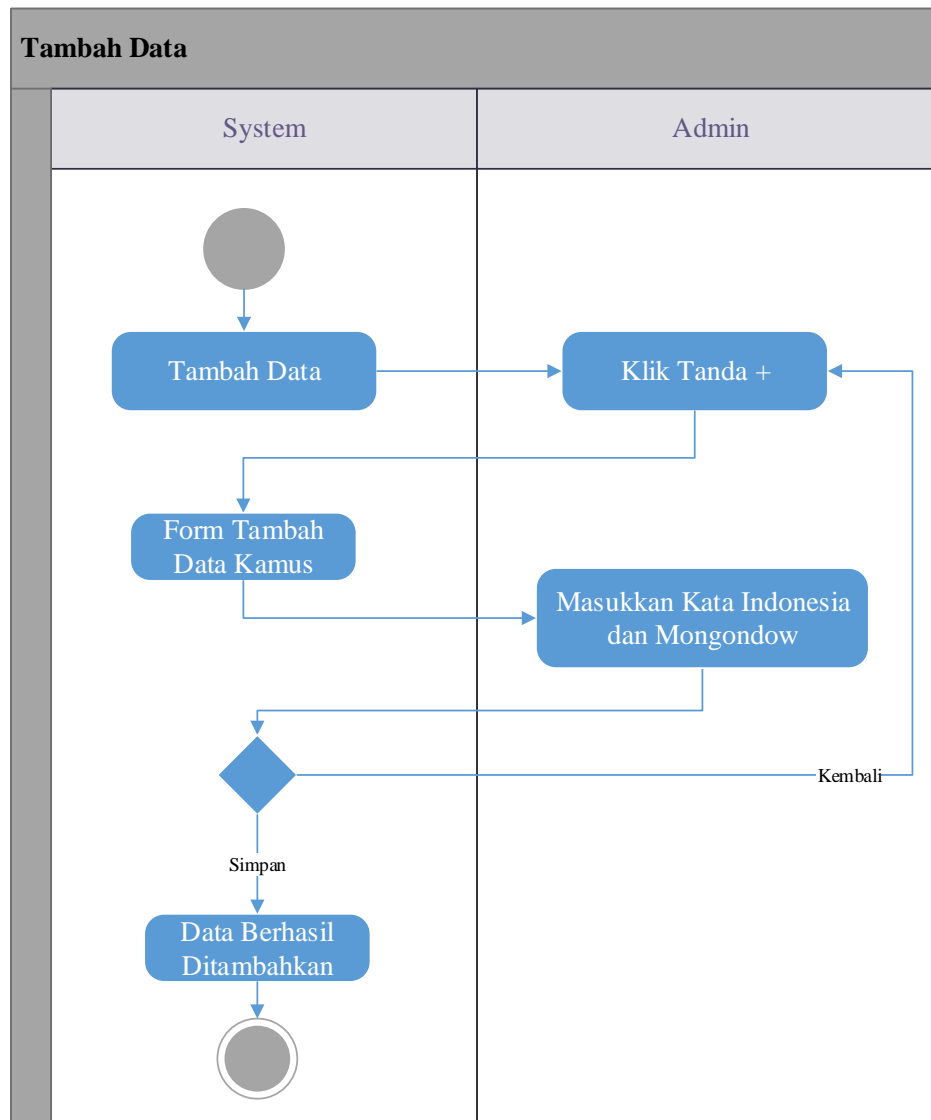 Tambah Data
System
Admin
Tambah Data
Klik Tanda +
Form Tambah
Data Kamus
Masukkan Kata Indonesia
dan Mongondow
Kembali
Simpan
Data Berhasil
Ditambahkan